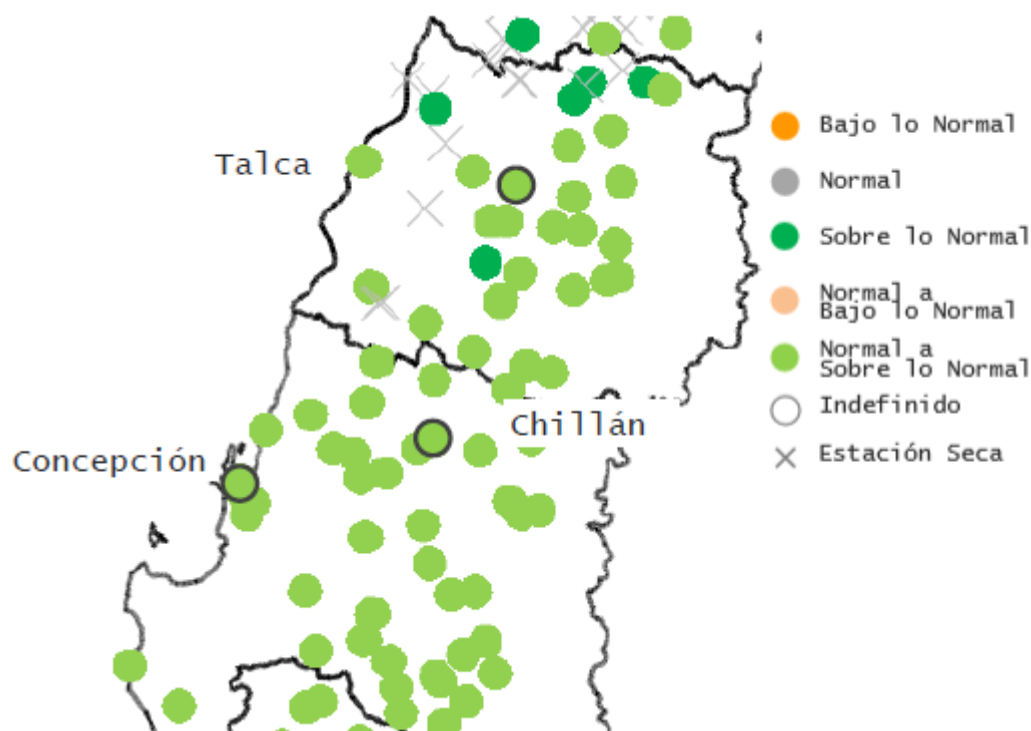 Talca
Chillán
Concepción
Bajo lo Normal
Normal
Sobre lo Normal
Normal a
Bajo lo Normal
Normal a
Sobre lo Normal
Indefinido
Estación Seca